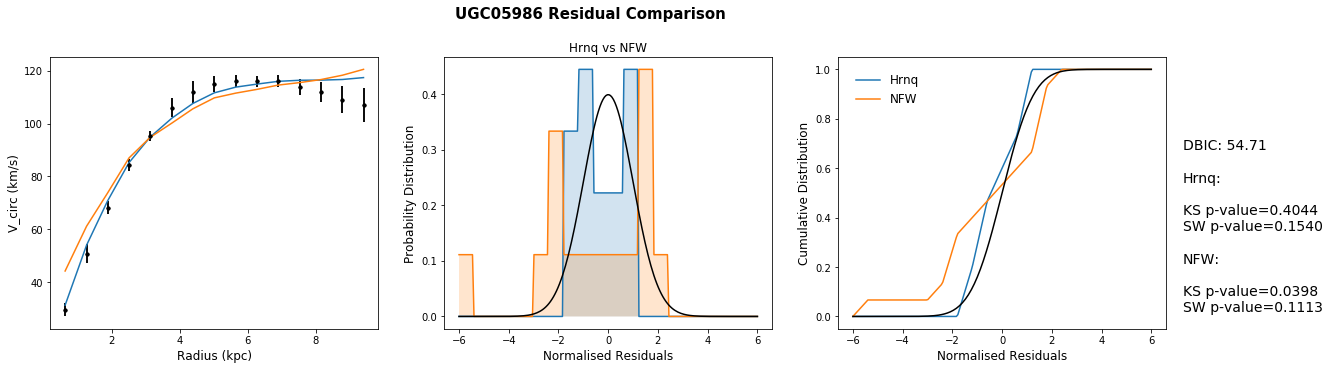 UGC05986 Residual Comparison
120
100
80
60
40
V_circ (km/s)
2
4
6
8
Radius (kpc)
Hrnq vs NFW
0.4
0.3
0.2
0.1
0.0
Probability Distribution
−6
−4
−2
0
2
4
6
Normalised Residuals
1.0
0.8
0.6
0.4
0.2
0.0
Cumulative Distribution
Hrnq
NFW
−6
−4
−2
0
2
4
6
Normalised Residuals
DBIC: 54.71
Hrnq:
KS p-value=0.4044
SW p-value=0.1540
NFW:
KS p-value=0.0398
SW p-value=0.1113